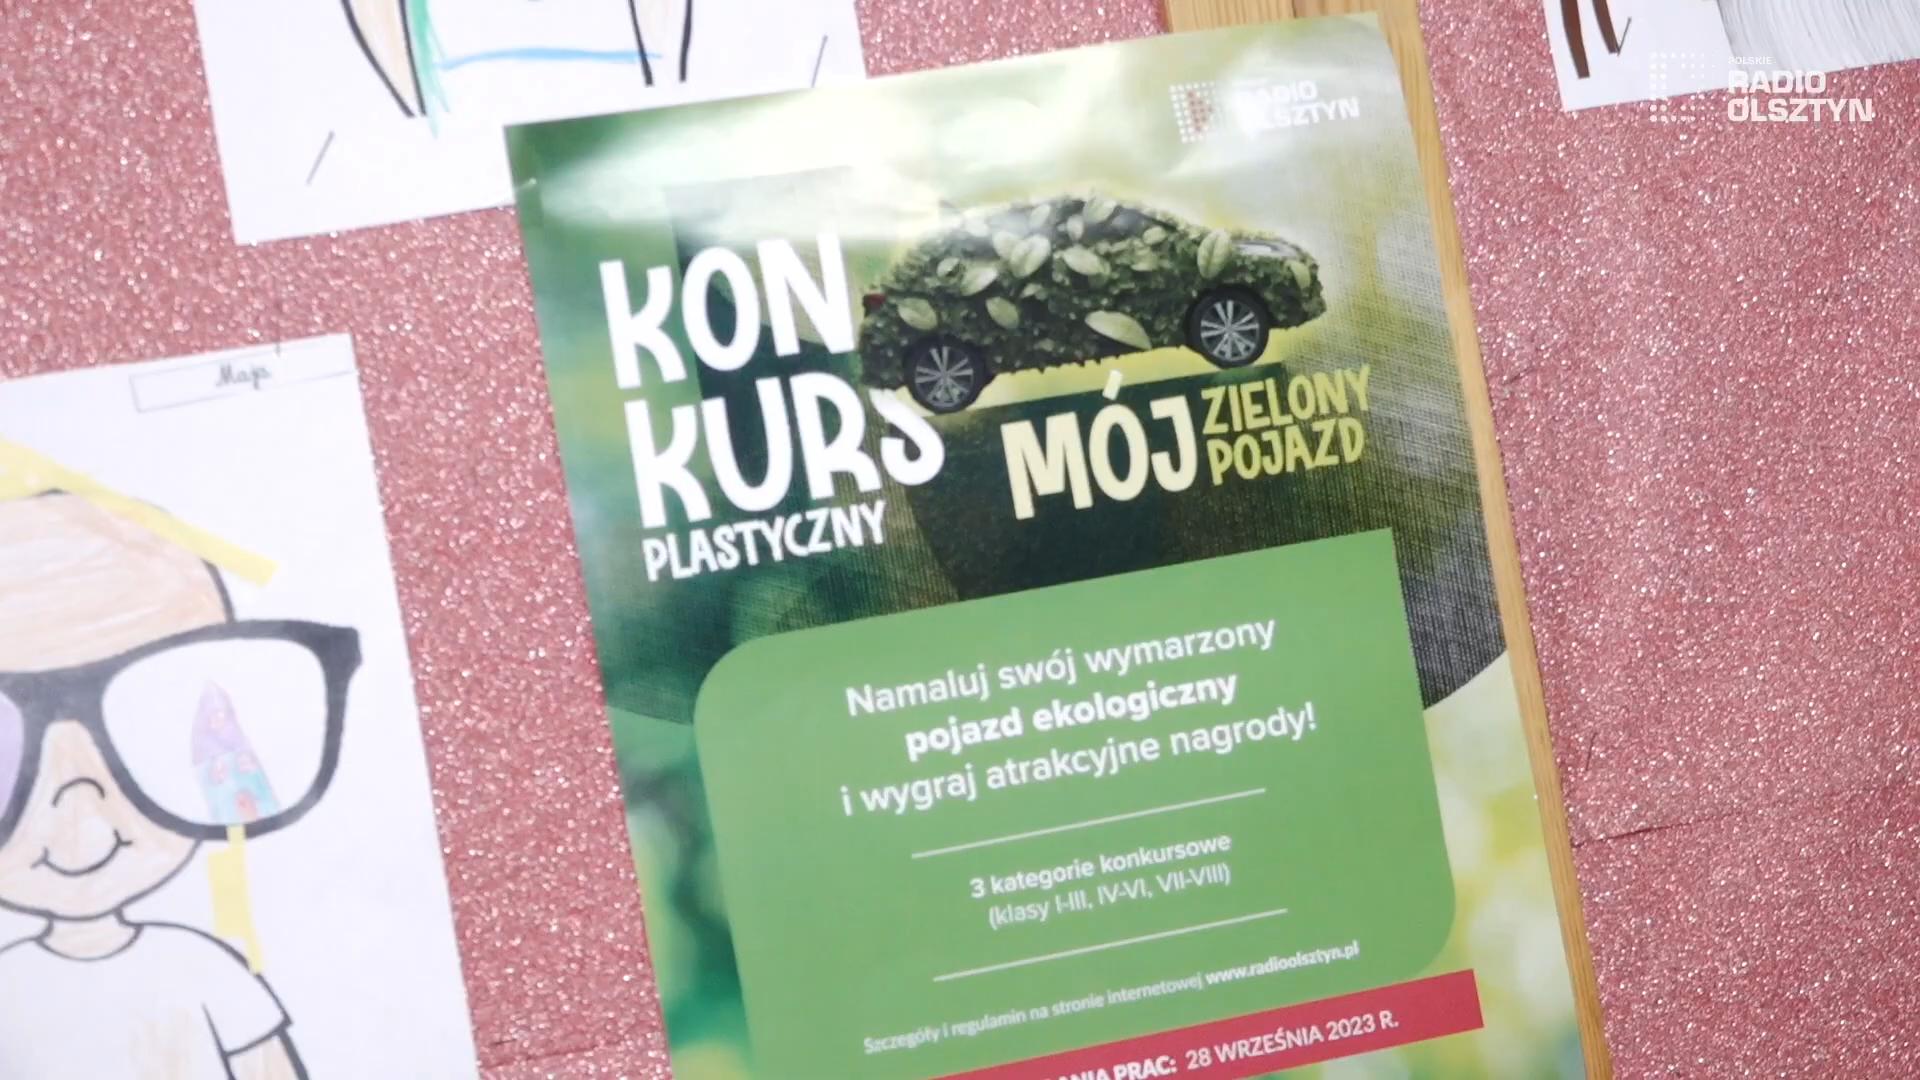 POLSKIE
RADIO
OLSZTYN
RADIO
OLSZTYN
KON
KURS
PLASTYCZNY
MÓJ ZIELONY
POJAZD
Maja
Namaluj swój wymarzony
pojazd ekologiczny
i wygraj atrakcyjne nagrody!
3 kategorie konkursowe
(klasy I-III, IV-VI, VII-VIII)
Szczegóły i regulamin na stronie internetowej www.radioolsztyn.pl
PRAC: 28 WRZEŚNIA 2023 R.